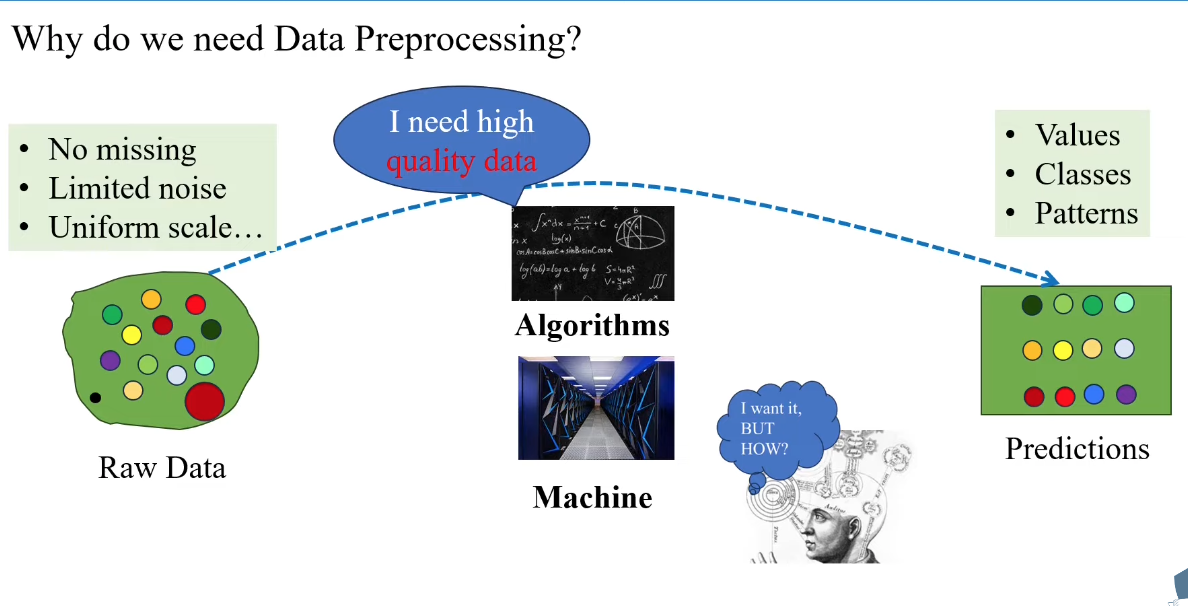 Why do we need Data Preprocessing?
I need high
quality data
• No missing
• Limited noise
• Uniform scale…
• Values
• Classes
• Patterns
Algorithms
I want it,
BUT
HOW?
Raw Data
Machine
Predictions